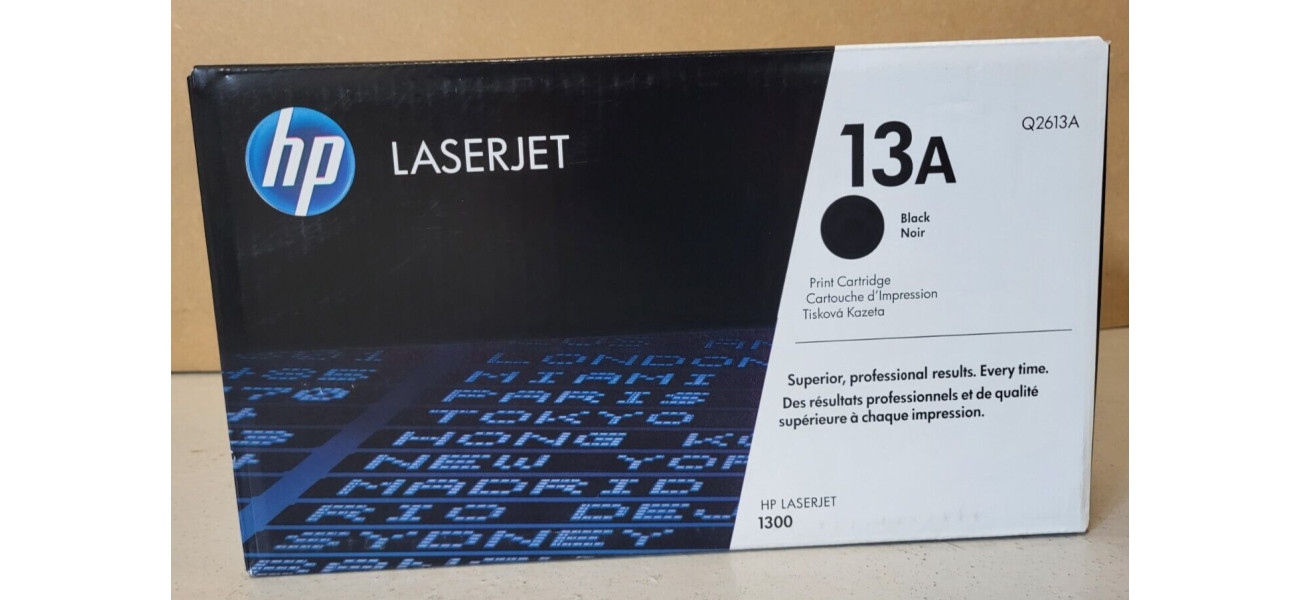 hp
LASERJET
13A
Q2613A
Black
Noir
Print Cartridge
Cartouche d'Impression
Tisková Kazeta
Superior, professional results. Every time.
Des résultats professionnels et de qualité
supérieure à chaque impression.
HP LASERJET
1300
LONDON
MIAMI
PARIS
TOKYO
HONG
NEW YOR
MADRID
RIO DE J
SYDNEY